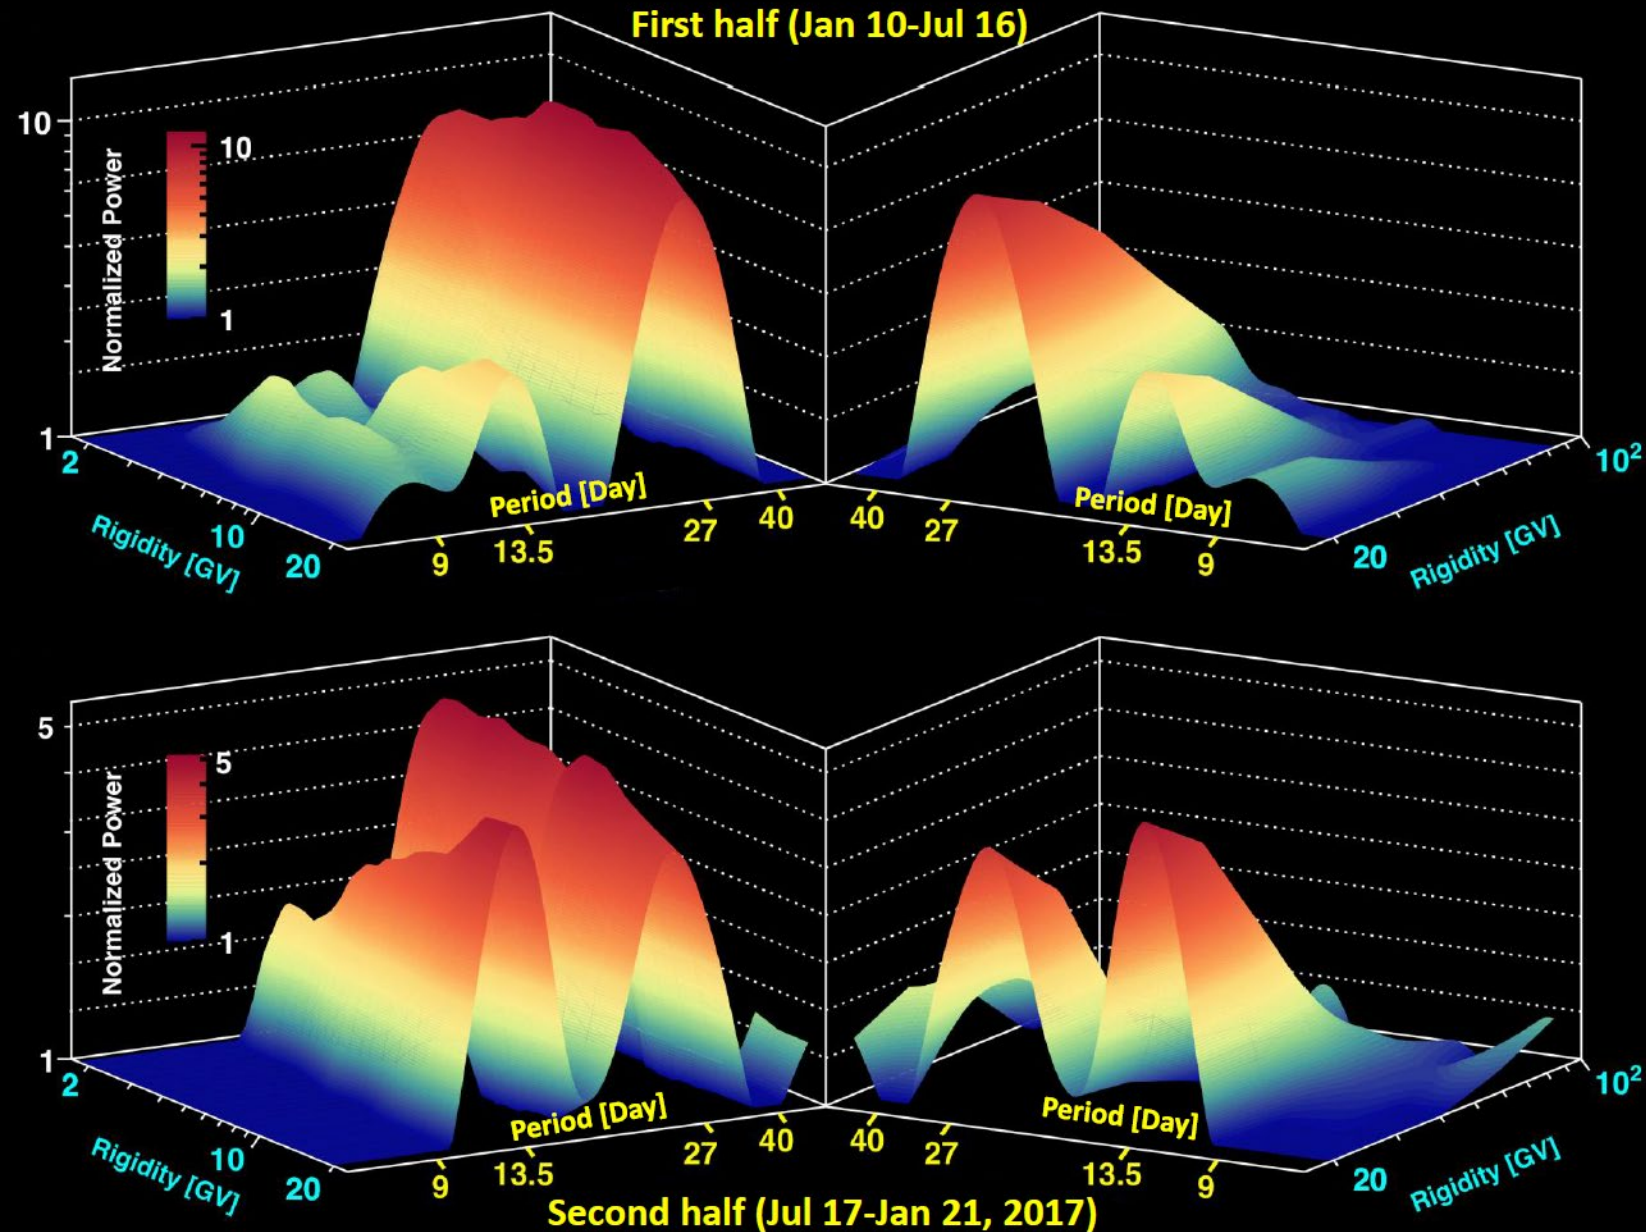 First half (Jan 10-Jul 16)
10
Normalized Power
10
1
1
2
10
20
Rigidity [GV]
Period [Day]
9
13.5
27
40
40
27
13.5
9
Period [Day]
20
10²
Rigidity [GV]
5
Normalized Power
5
1
1
2
10
20
Rigidity [GV]
Period [Day]
9
13.5
27
40
40
27
13.5
9
Period [Day]
20
10²
Rigidity [GV]
Second half (Jul 17-Jan 21, 2017)